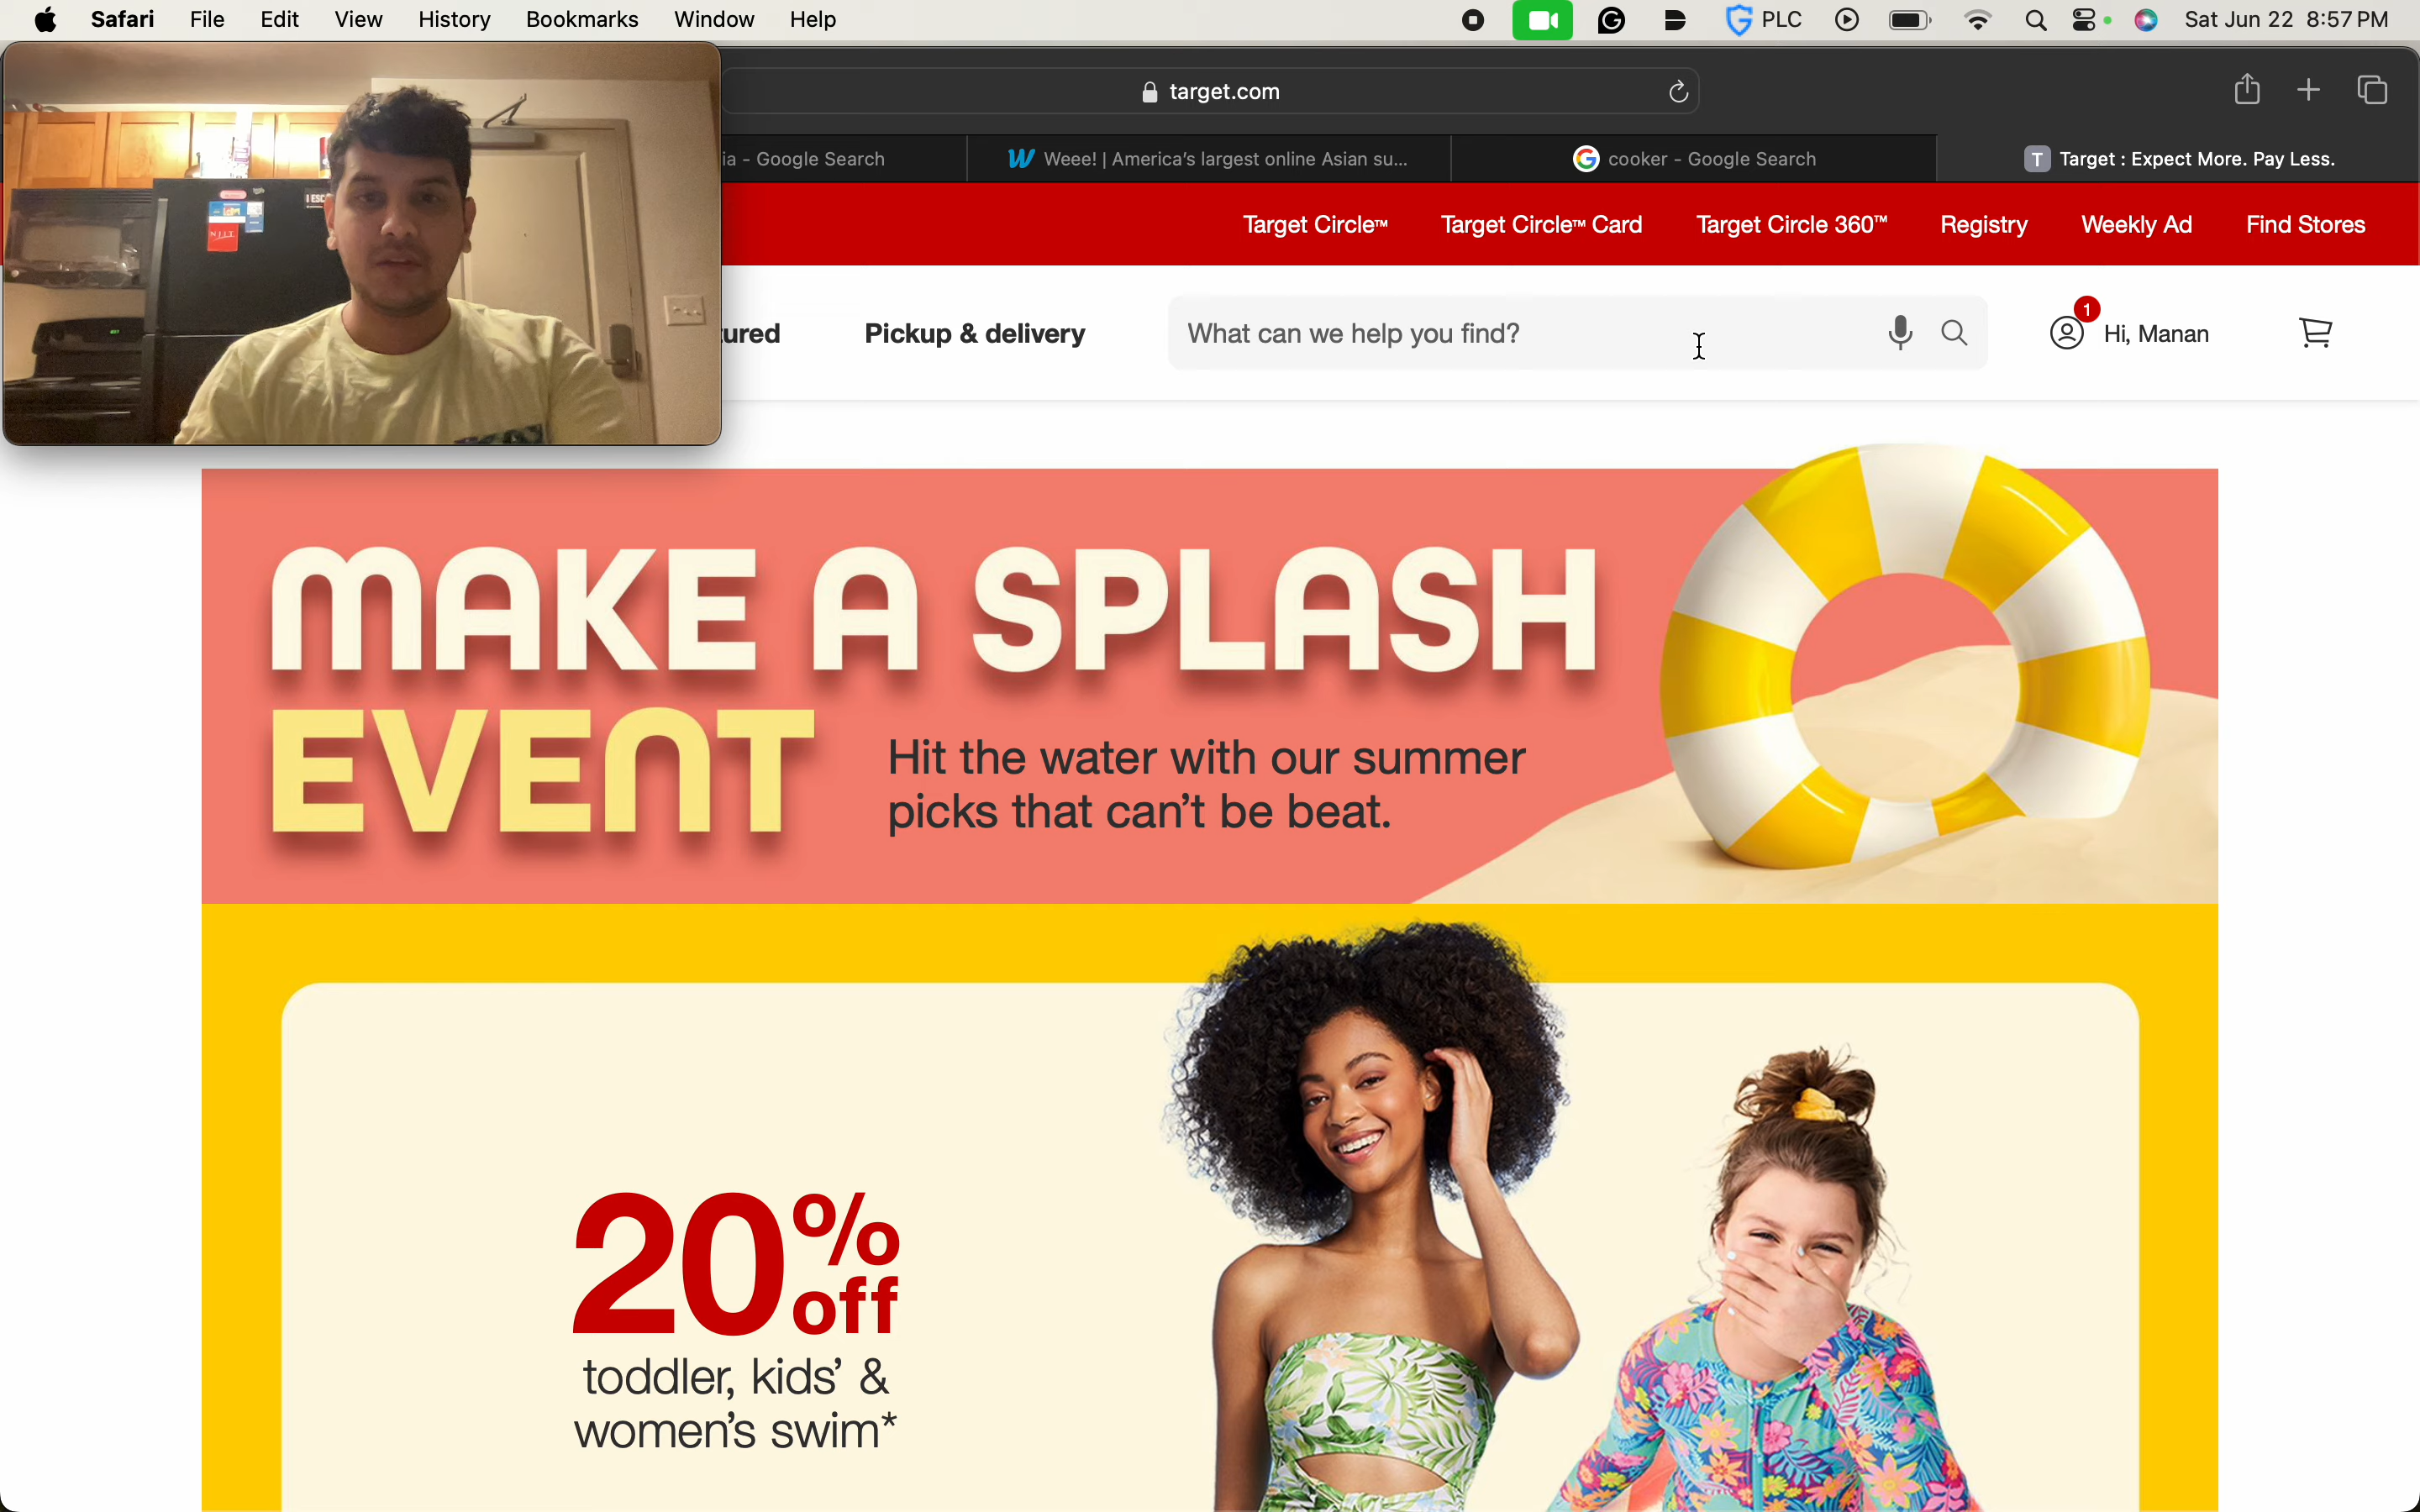 Safari File Edit View History Bookmarks Window Help PLC Sat Jun 22 8:57 PM
target.com
ia - Google Search Weee! | America's largest online Asian su... cooker - Google Search T Target : Expect More. Pay Less.
Target Circle™ Target Circle™ Card Target Circle 360™ Registry Weekly Ad Find Stores
tured Pickup & delivery What can we help you find? 1 Hi, Manan
NJIT
I ESC
MAKE A SPLASH
EVENT
Hit the water with our summer
picks that can't be beat.
20% off
toddler, kids' &
women's swim*